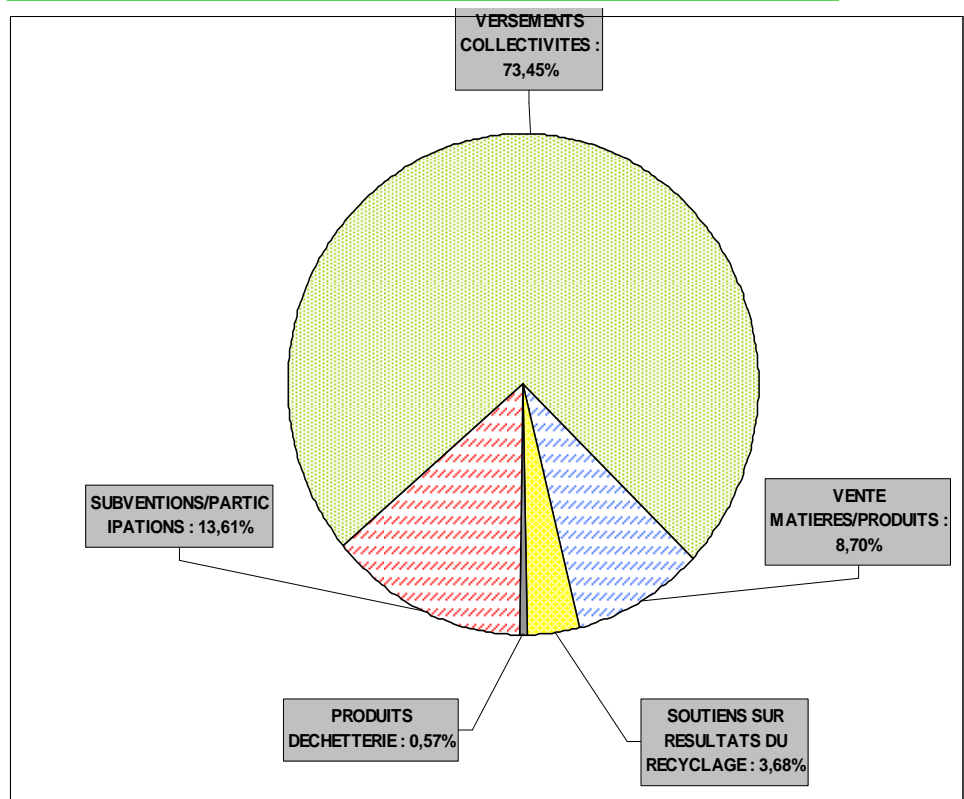 VERSEMENTS
COLLECTIVITES :
73,45%
SUBVENTIONS/PARTIC
IPATIONS : 13,61%
VENTE
MATIERES/PRODUITS :
8,70%
PRODUITS
DECHETTERIE : 0,57%
SOUTIENS SUR
RESULTATS DU
RECYCLAGE : 3,68%